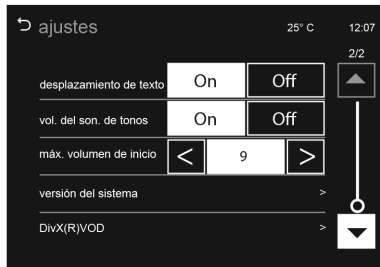 ajustes 25° C 12:07
2/2
desplazamiento de texto On Off
vol. del son. de tonos On Off
máx. volumen de inicio < 9 >
versión del sistema >
DivX(R)VOD >